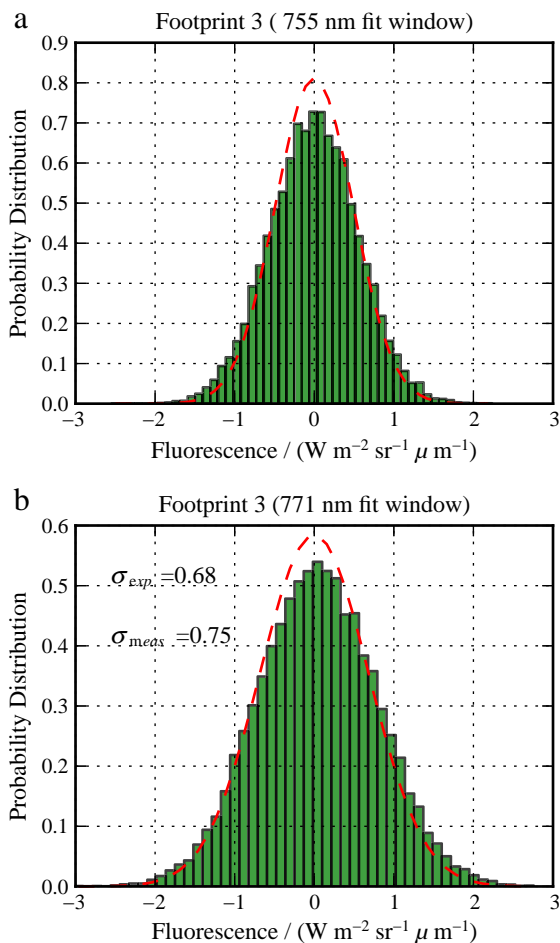 a
Footprint 3 ( 755 nm fit window)
0.9
0.8
0.7
0.6
0.5
0.4
0.3
0.2
0.1
0.0
Probability Distribution
−3 −2 −1 0 1 2 3
Fluorescence / (W m⁻² sr⁻¹ μ m⁻¹)
b
Footprint 3 (771 nm fit window)
0.6
0.5
0.4
0.3
0.2
0.1
0.0
Probability Distribution
σexp =0.68
σmeas =0.75
−3 −2 −1 0 1 2 3
Fluorescence / (W m⁻² sr⁻¹ μ m⁻¹)